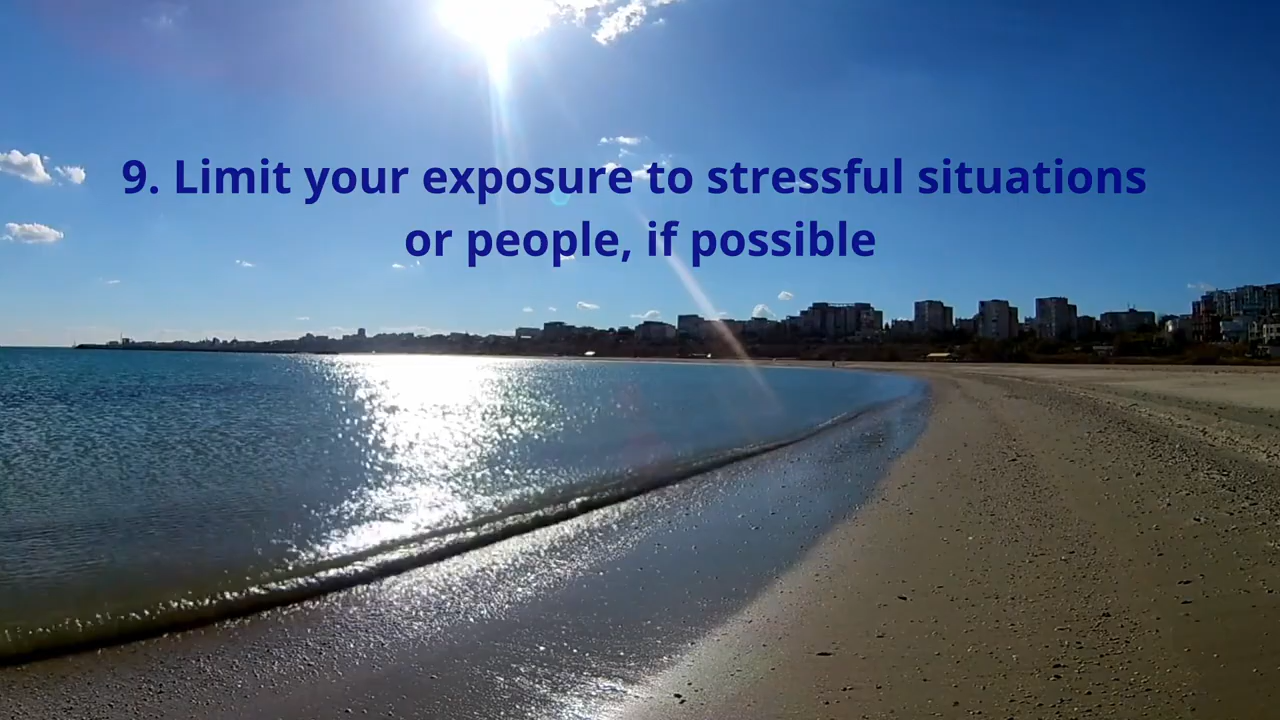 9. Limit your exposure to stressful situations
or people, if possible